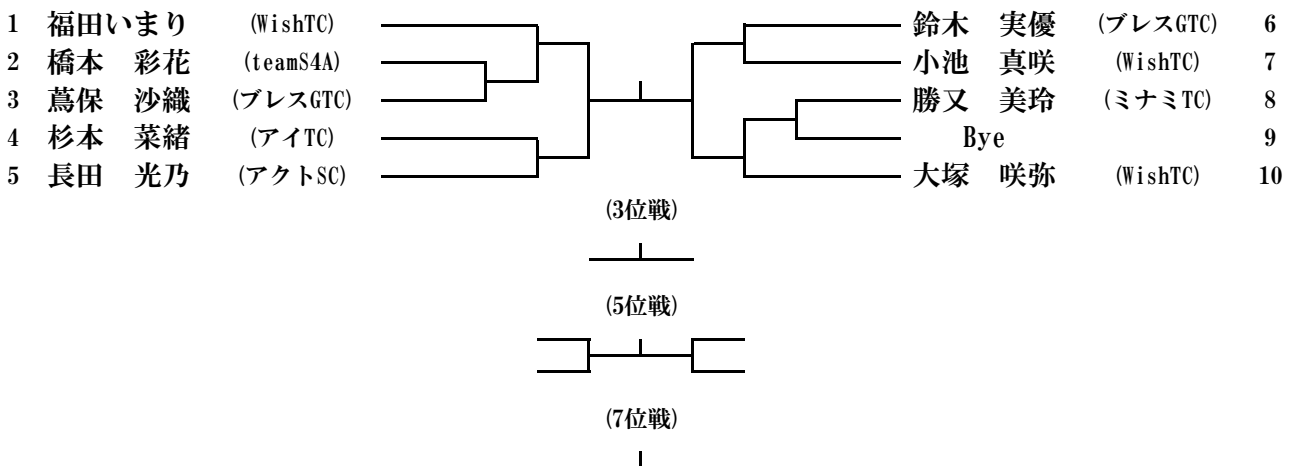 1 福田いまり (WishTC)
2 橋本 彩花 (teamS4A)
3 蔦保 沙織 (ブレスGTC)
4 杉本 菜緒 (アイTC)
5 長田 光乃 (アクトSC)
鈴木 実優 (ブレスGTC) 6
小池 真咲 (WishTC) 7
勝又 美玲 (ミナミTC) 8
Bye 9
大塚 咲弥 (WishTC) 10
(3位戦)
(5位戦)
(7位戦)